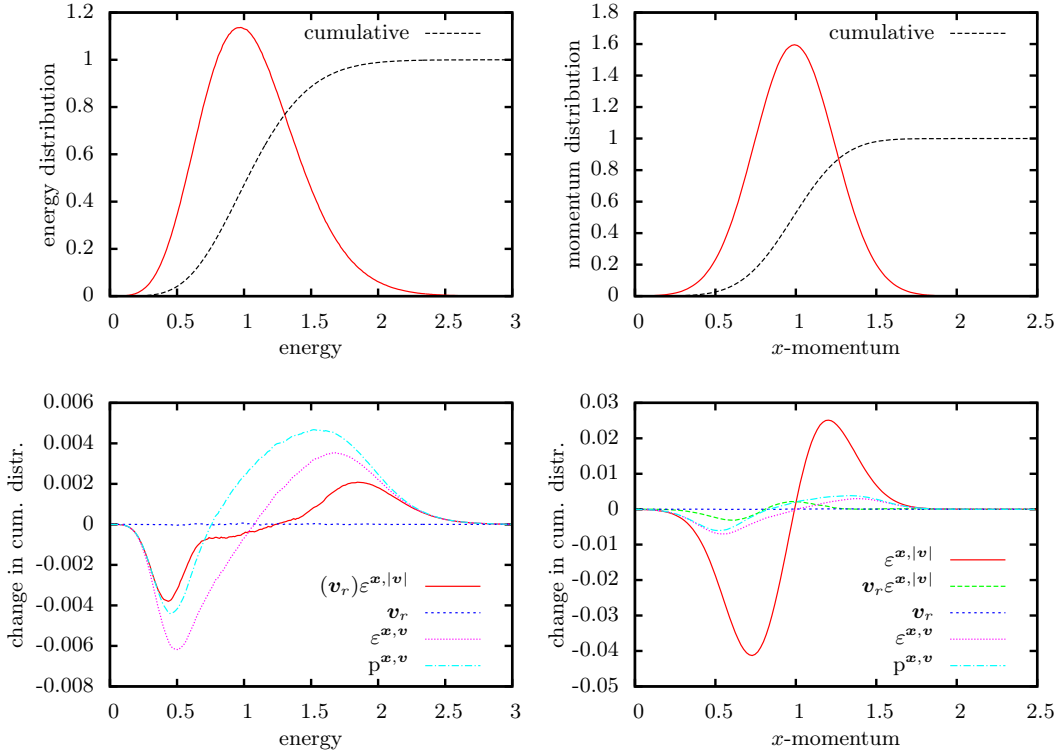 1.2
1
0.8
0.6
0.4
0.2
0
energy distribution
cumulative
0 0.5 1 1.5 2 2.5 3
energy
1.8
1.6
1.4
1.2
1
0.8
0.6
0.4
0.2
0
momentum distribution
cumulative
0 0.5 1 1.5 2 2.5
x-momentum
0.006
0.004
0.002
0
-0.002
-0.004
-0.006
-0.008
change in cum. distr.
(v_r)ε^{x,|v|}
v_r
ε^{x,v}
p^{x,v}
0 0.5 1 1.5 2 2.5 3
energy
0.03
0.02
0.01
0
-0.01
-0.02
-0.03
-0.04
-0.05
change in cum. distr.
ε^{x,|v|}
v_rε^{x,|v|}
v_r
ε^{x,v}
p^{x,v}
0 0.5 1 1.5 2 2.5
x-momentum